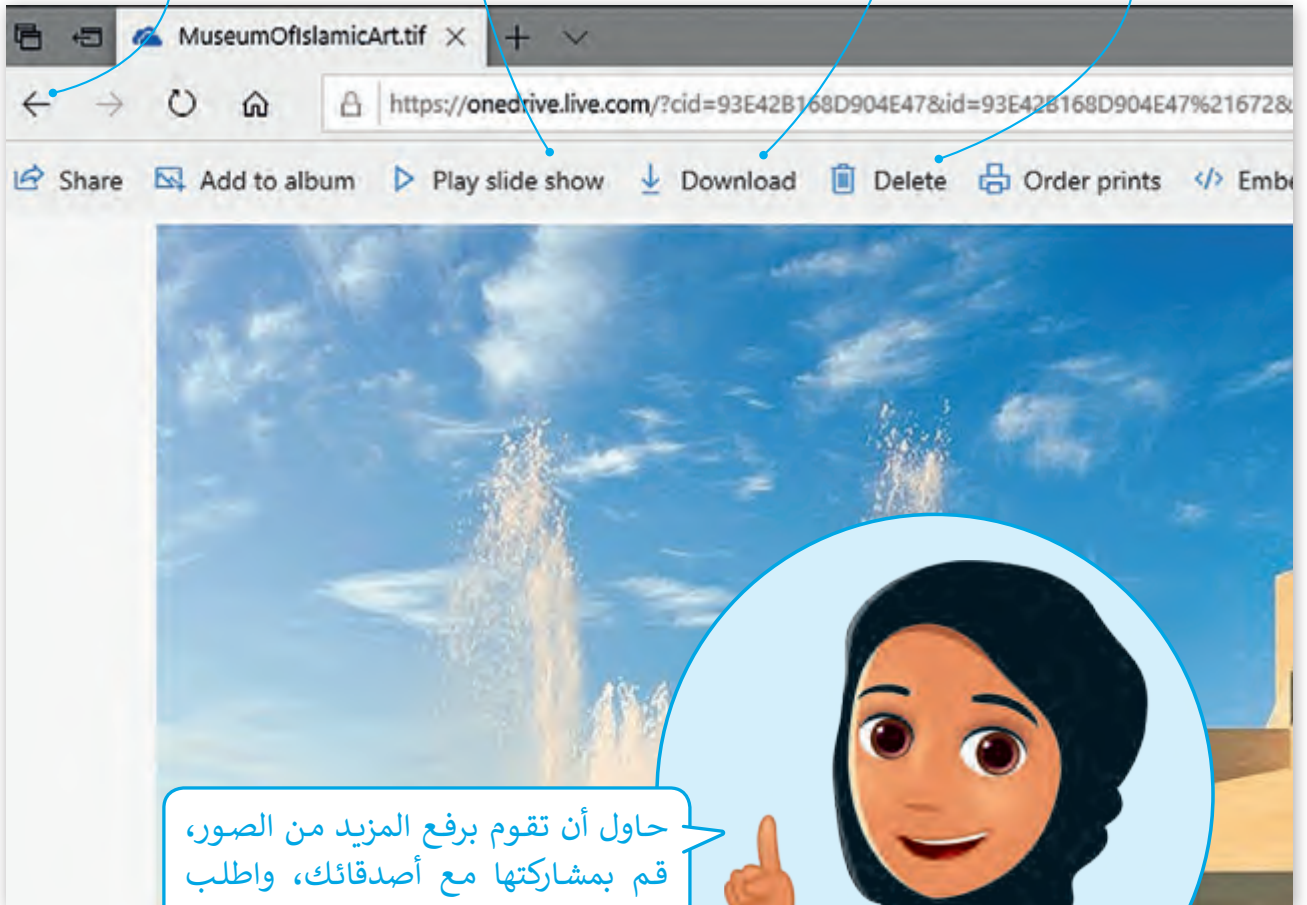 MuseumOfIslamicArt.tif
https://onedrive.live.com/?cid=93E42B168D904E47&id=93E42B168D904E47%21672&
Share Add to album Play slide show Download Delete Order prints Embe
حاول أن تقوم برفع المزيد من الصور،
قم بمشاركتها مع أصدقائك، واطلب